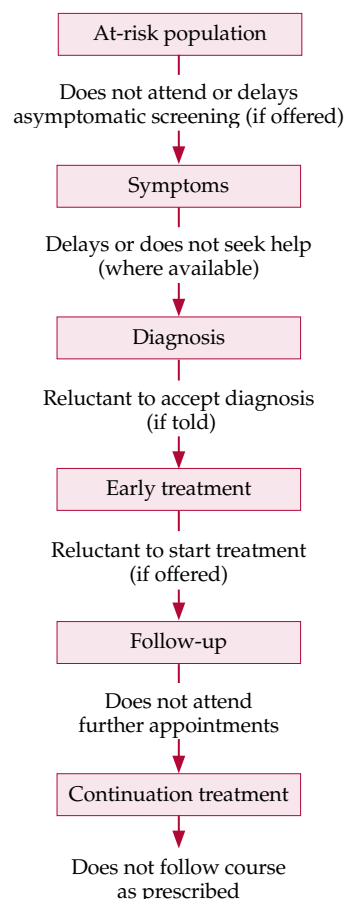 At-risk population
Does not attend or delays
asymptomatic screening (if offered)
Symptoms
Delays or does not seek help
(where available)
Diagnosis
Reluctant to accept diagnosis
(if told)
Early treatment
Reluctant to start treatment
(if offered)
Follow-up
Does not attend
further appointments
Continuation treatment
Does not follow course
as prescribed